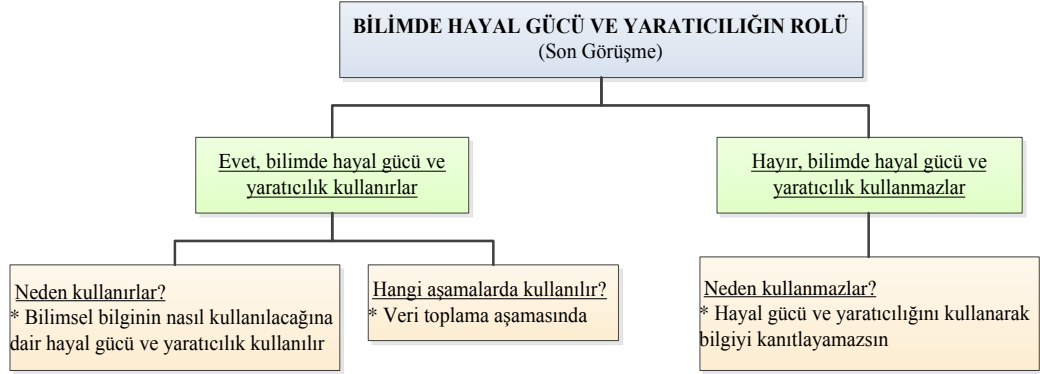 BİLİMDE HAYAL GÜCÜ VE YARATICILIĞIN ROLÜ
(Son Görüşme)
Evet, bilimde hayal gücü ve
yaratıcılık kullanırlar
Hayır, bilimde hayal gücü ve
yaratıcılık kullanmazlar
Neden kullanırlar?
* Bilimsel bilginin nasıl kullanılacağına
dair hayal gücü ve yaratıcılık kullanılır
Hangi aşamalarda kullanılır?
* Veri toplama aşamasında
Neden kullanmazlar?
* Hayal gücü ve yaratıcılığını kullanarak
bilgiyi kanıtlayamazsın